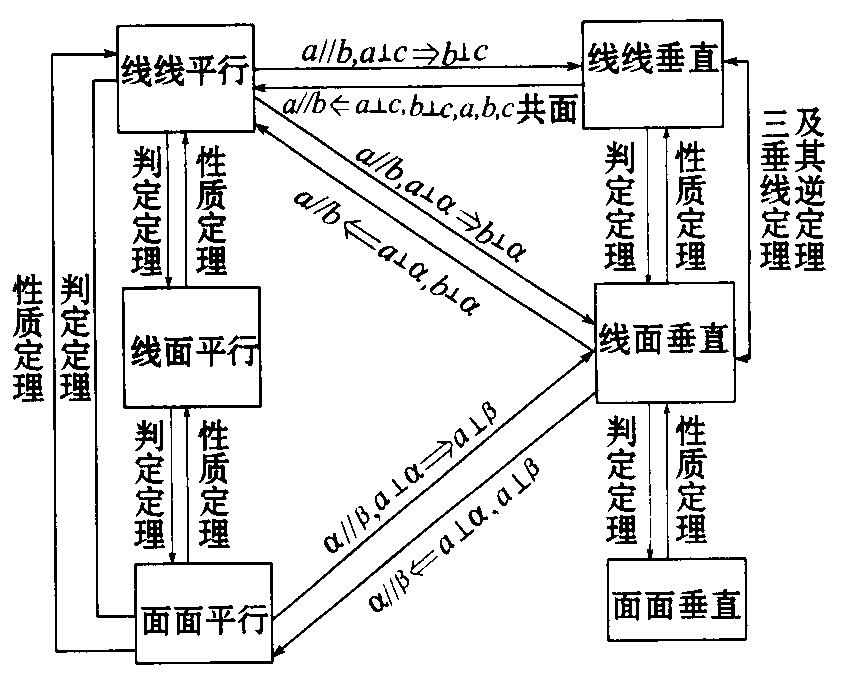 线线平行
a//b,a⊥c⇒b⊥c
a//b⇐a⊥c,b⊥c,a,b,c共面
线线垂直
判定定理
性质定理
a//b,a⊥α⇒b⊥α
a//b⇐a⊥α,b⊥α
判定定理
性质定理
三垂线定理
及其逆定理
性质定理
判定定理
线面平行
线面垂直
判定定理
性质定理
α//β,a⊥α⇒a⊥β
α//β⇐a⊥α,a⊥β
判定定理
性质定理
面面平行
面面垂直